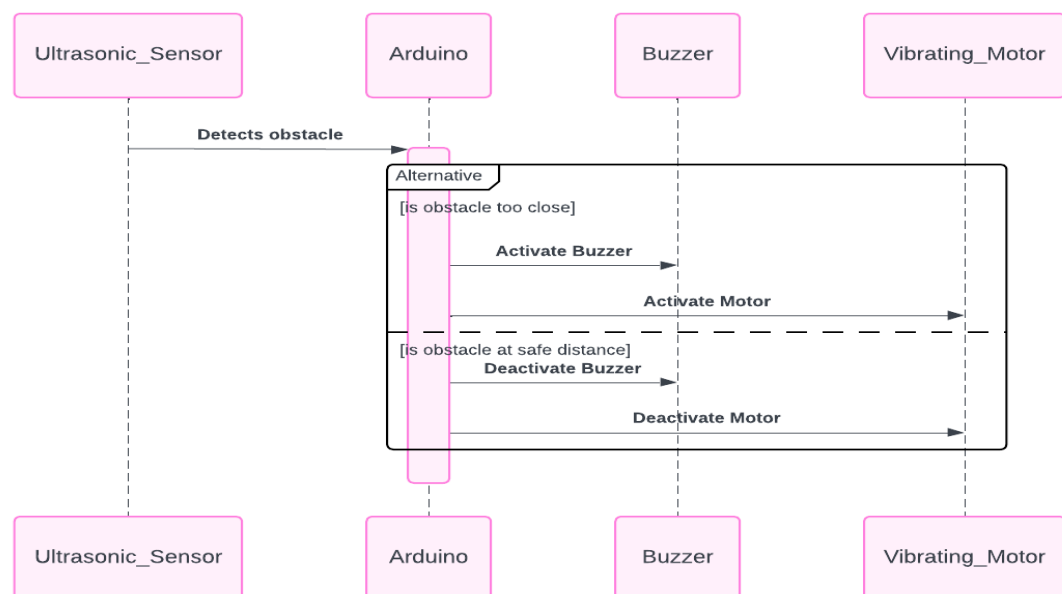 Ultrasonic_Sensor
Arduino
Buzzer
Vibrating_Motor
Detects obstacle
Alternative
[is obstacle too close]
Activate Buzzer
Activate Motor
[is obstacle at safe distance]
Deactivate Buzzer
Deactivate Motor
Ultrasonic_Sensor
Arduino
Buzzer
Vibrating_Motor